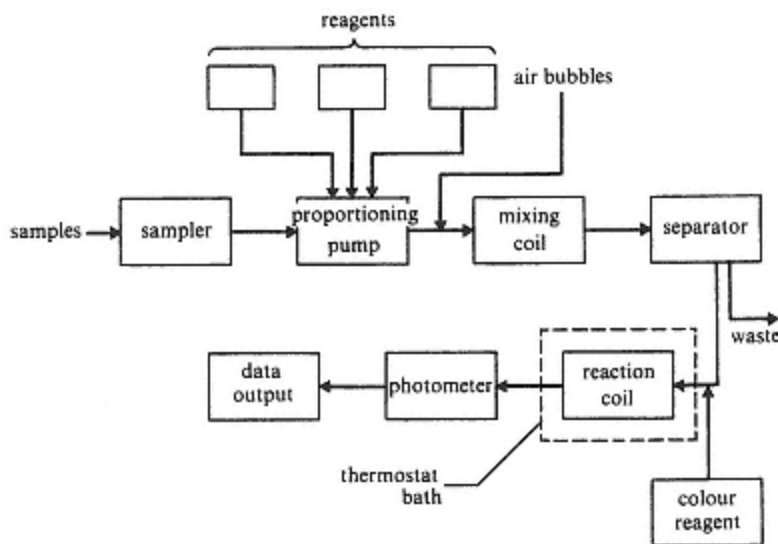 reagents
air bubbles
samples
sampler
proportioning
pump
mixing
coil
separator
waste
data
output
photometer
reaction
coil
thermostat
bath
colour
reagent